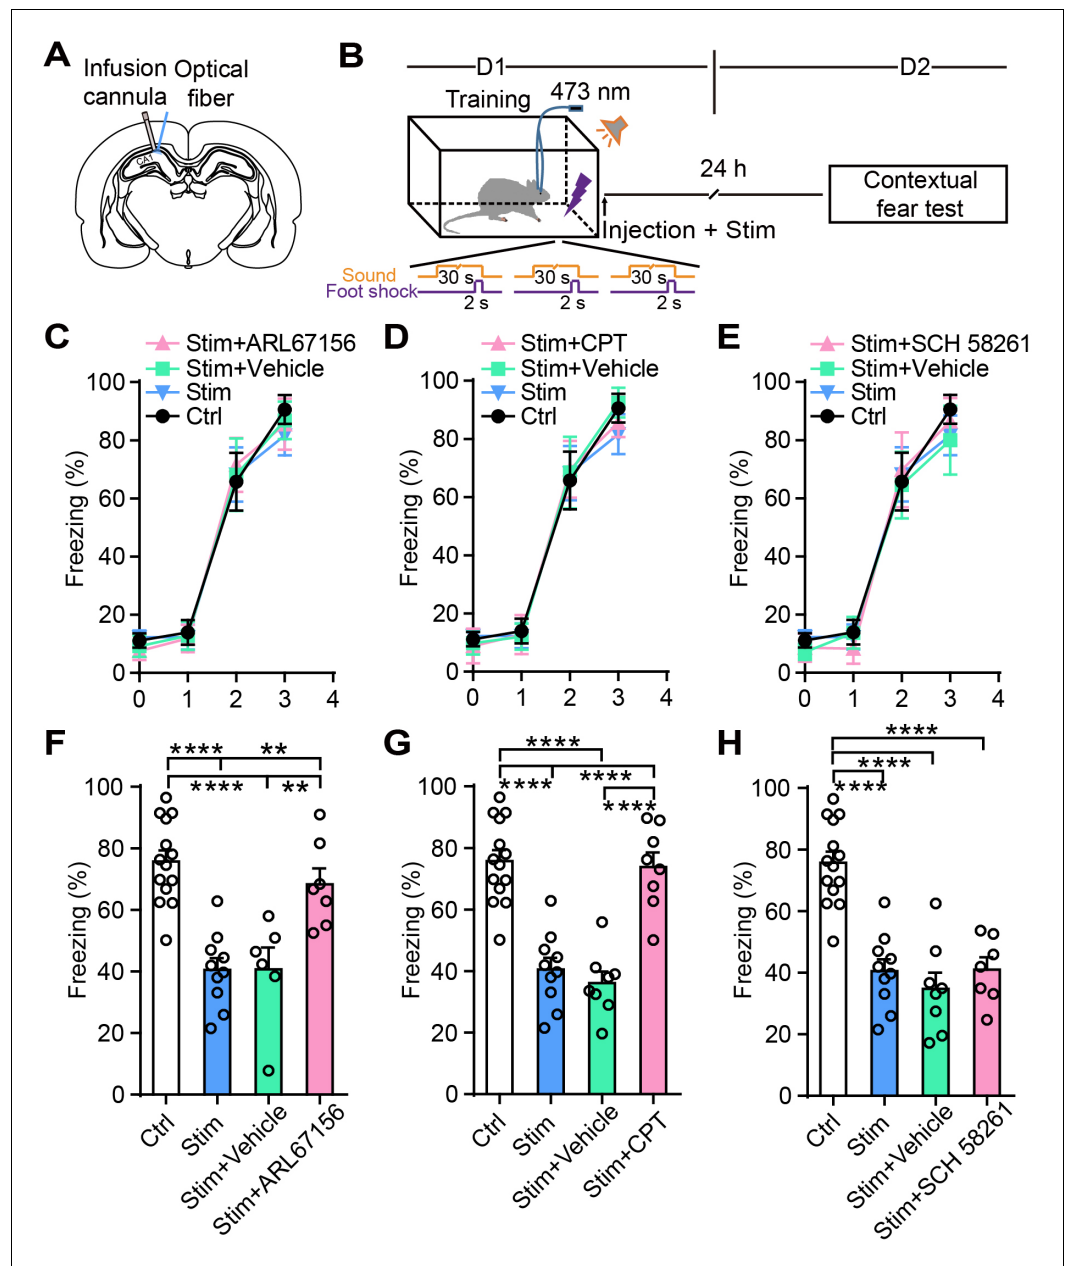 A
Infusion Optical
cannula fiber
CA1
B
D1 D2
Training 473 nm
24 h
Contextual
fear test
Injection + Stim
Sound 30 s 30 s 30 s
Foot shock 2 s 2 s 2 s
C
Stim+ARL67156
Stim+Vehicle
Stim
Ctrl
Freezing (%)
100
80
60
40
20
0
0 1 2 3 4
D
Stim+CPT
Stim+Vehicle
Stim
Ctrl
Freezing (%)
100
80
60
40
20
0
0 1 2 3 4
E
Stim+SCH 58261
Stim+Vehicle
Stim
Ctrl
Freezing (%)
100
80
60
40
20
0
0 1 2 3 4
F
**** **
**** **
Freezing (%)
100
80
60
40
20
0
Ctrl
Stim
Stim+Vehicle
Stim+ARL67156
G
****
**** ****
****
Freezing (%)
100
80
60
40
20
0
Ctrl
Stim
Stim+Vehicle
Stim+CPT
H
****
****
****
Freezing (%)
100
80
60
40
20
0
Ctrl
Stim
Stim+Vehicle
Stim+SCH 58261